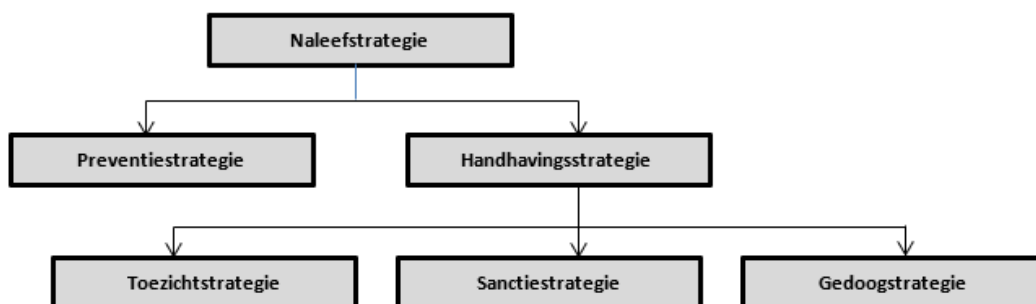 Naleefstrategie
Preventiestrategie
Handhavingsstrategie
Toezichtstrategie
Sanctiestrategie
Gedoogstrategie